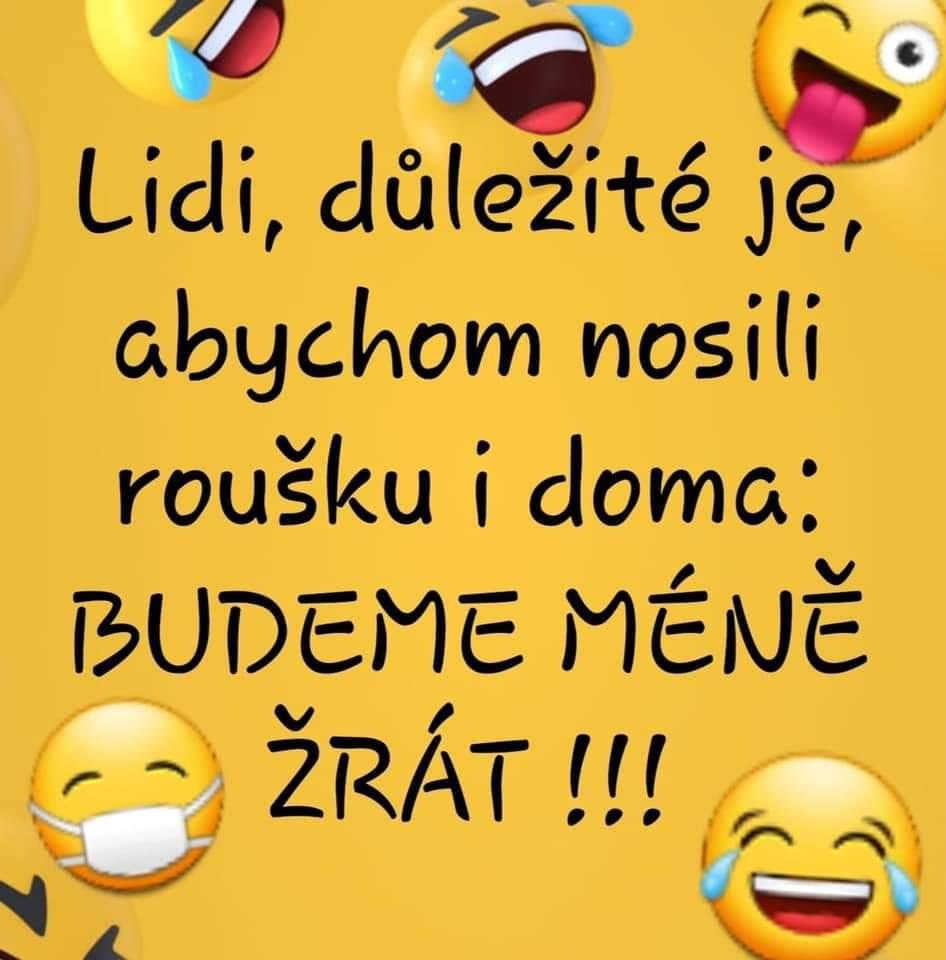 Lidi, důležité je,
abychom nosili
roušku i doma:
BUDEME MÉNĚ
ŽRÁT !!!